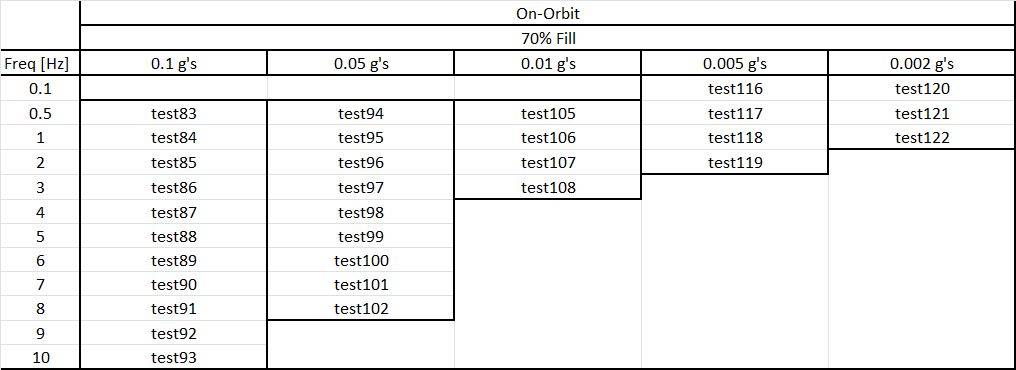 On-Orbit
70% Fill
Freq [Hz] 0.1 g's 0.05 g's 0.01 g's 0.005 g's 0.002 g's
0.1 test116 test120
0.5 test83 test94 test105 test117 test121
1 test84 test95 test106 test118 test122
2 test85 test96 test107 test119
3 test86 test97 test108
4 test87 test98
5 test88 test99
6 test89 test100
7 test90 test101
8 test91 test102
9 test92
10 test93